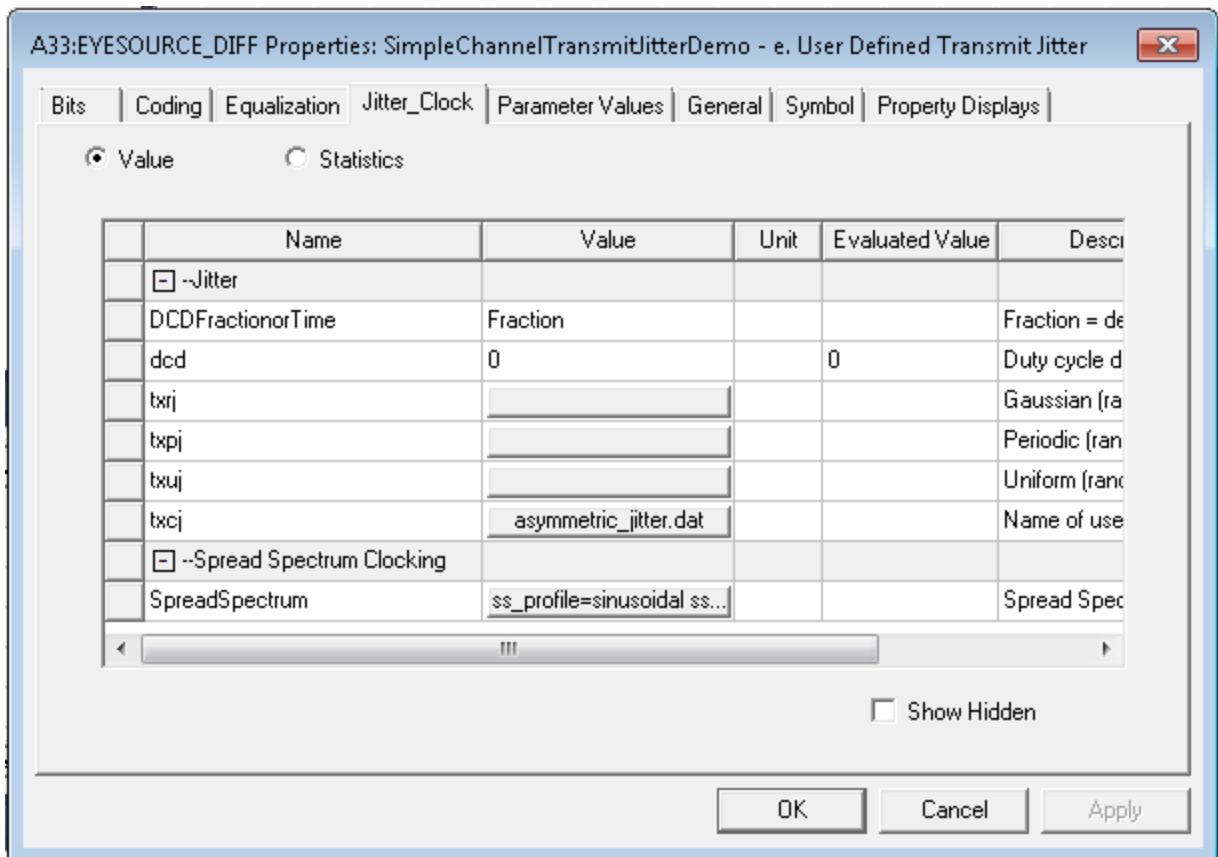 A33:EYESOURCE_DIFF Properties: SimpleChannelTransmitJitterDemo - e. User Defined Transmit Jitter
Bits Coding Equalization Jitter_Clock Parameter Values General Symbol Property Displays
Value Statistics
Name Value Unit Evaluated Value Descri
--Jitter
DCDFractionorTime Fraction Fraction = de
dcd 0 0 Duty cycle d
txrj Gaussian (ra
txpj Periodic (ran
txuj Uniform (rand
txcj asymmetric_jitter.dat Name of use
--Spread Spectrum Clocking
SpreadSpectrum ss_profile=sinusoidal ss... Spread Spec
Show Hidden
OK Cancel Apply